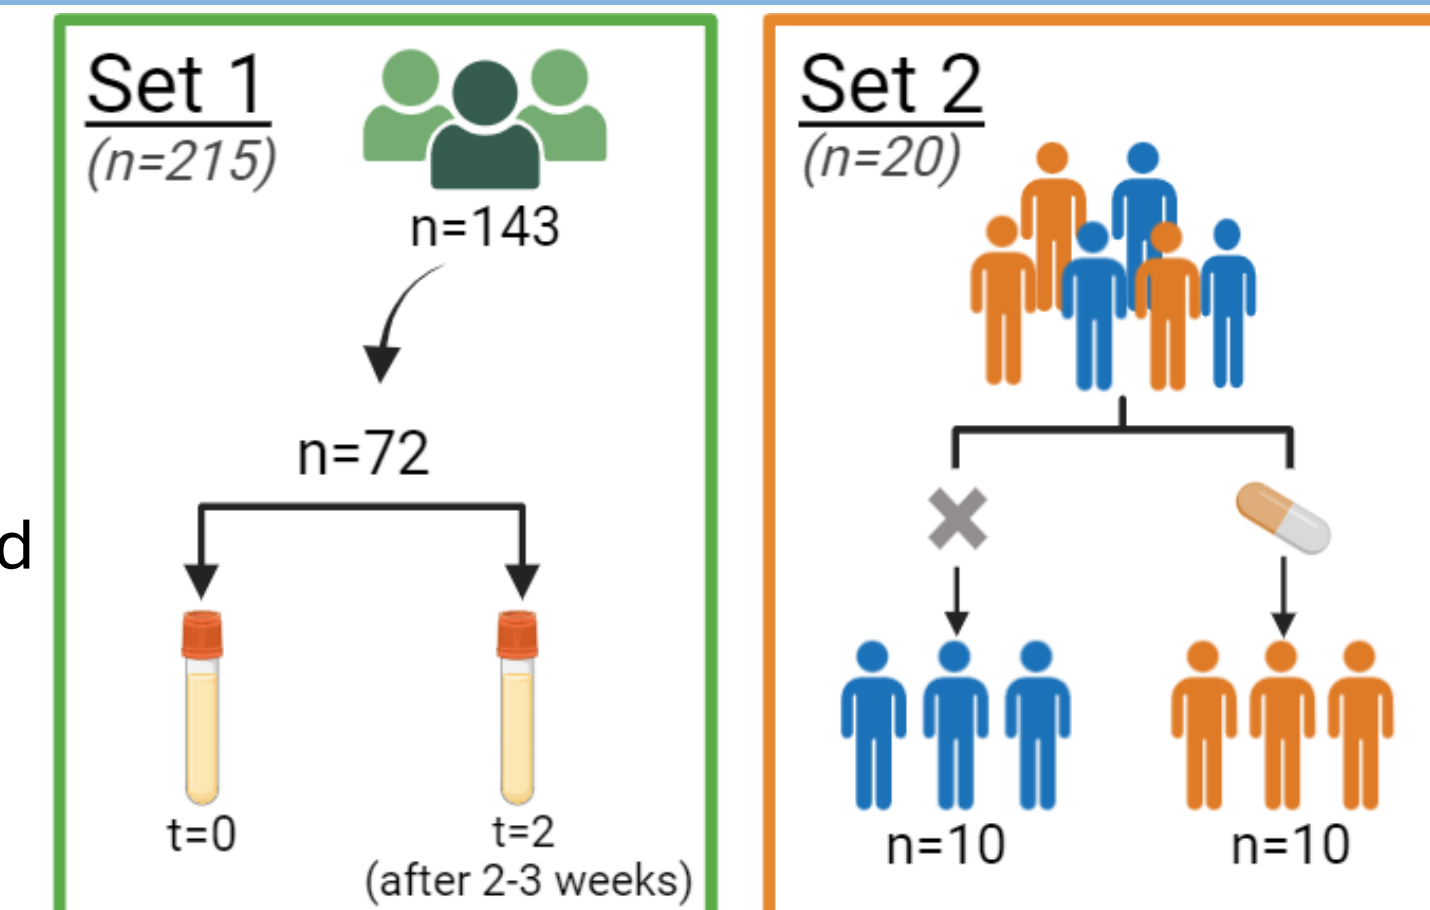 Set 1
(n=215)
n=143
n=72
t=0
t=2
(after 2-3 weeks)
Set 2
(n=20)
n=10
n=10
d